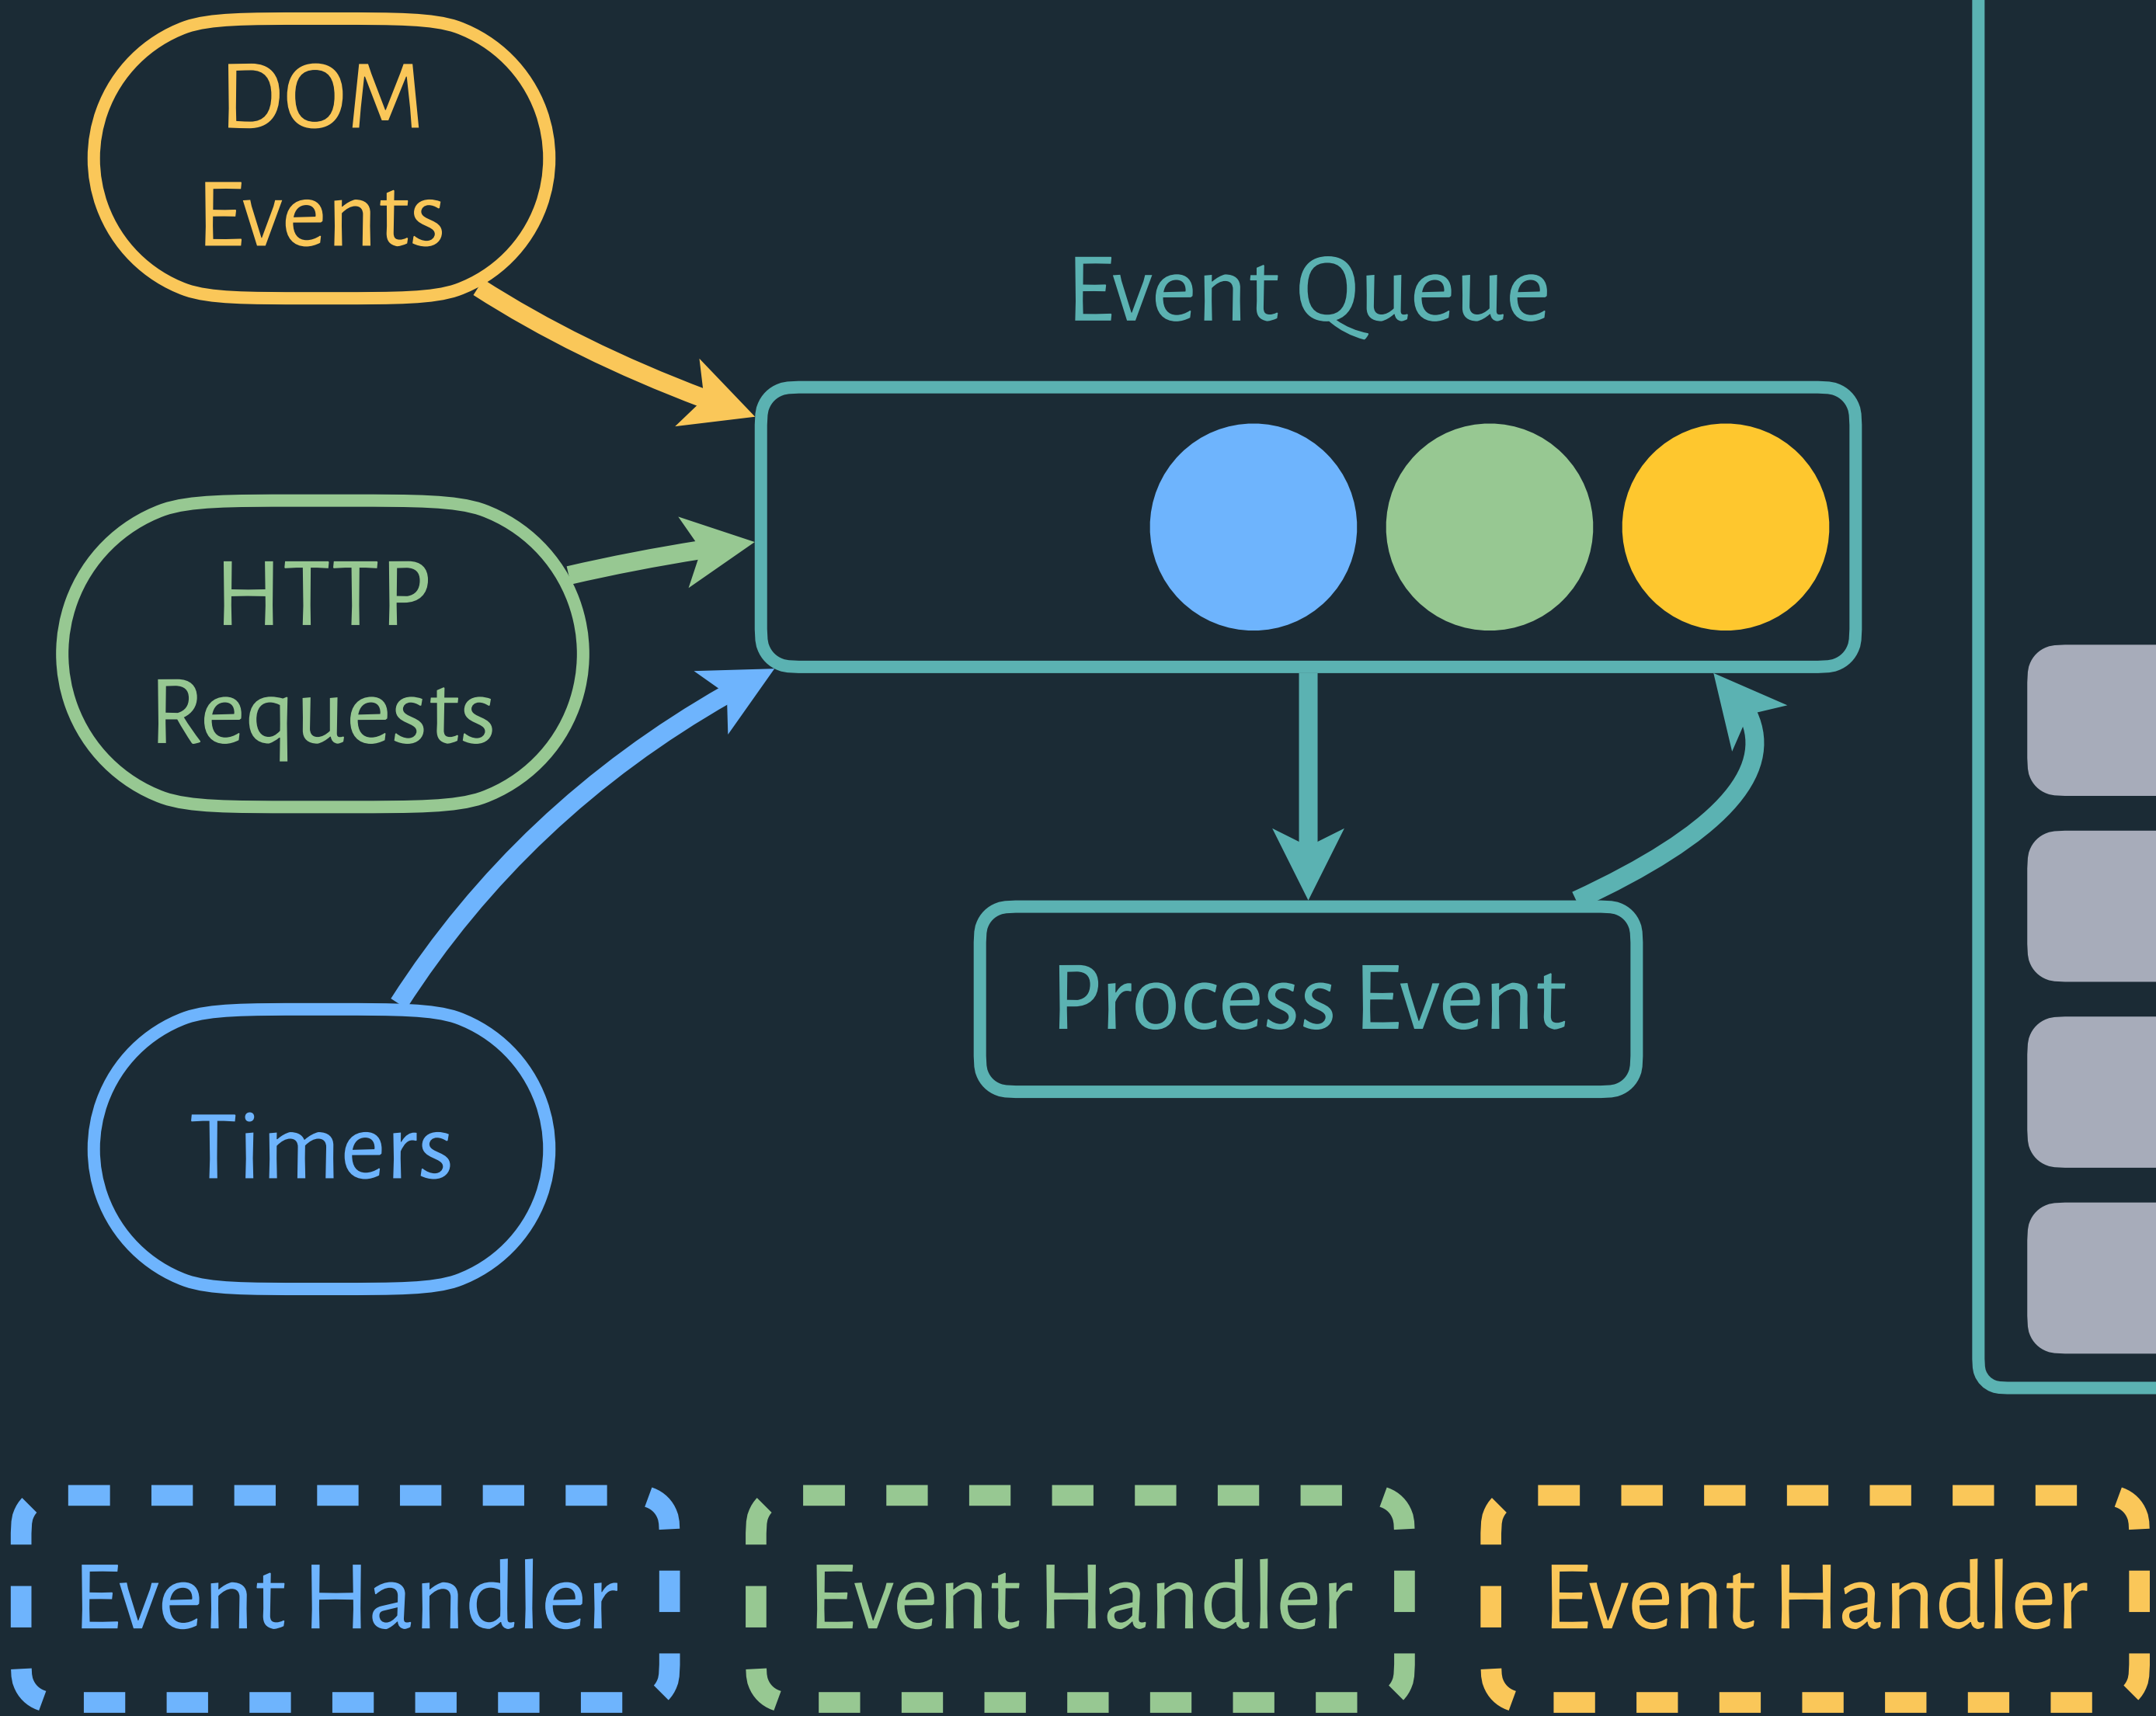 DOM
Events
Event Queue
HTTP
Requests
Process Event
Timers
Event Handler
Event Handler
Event Handler